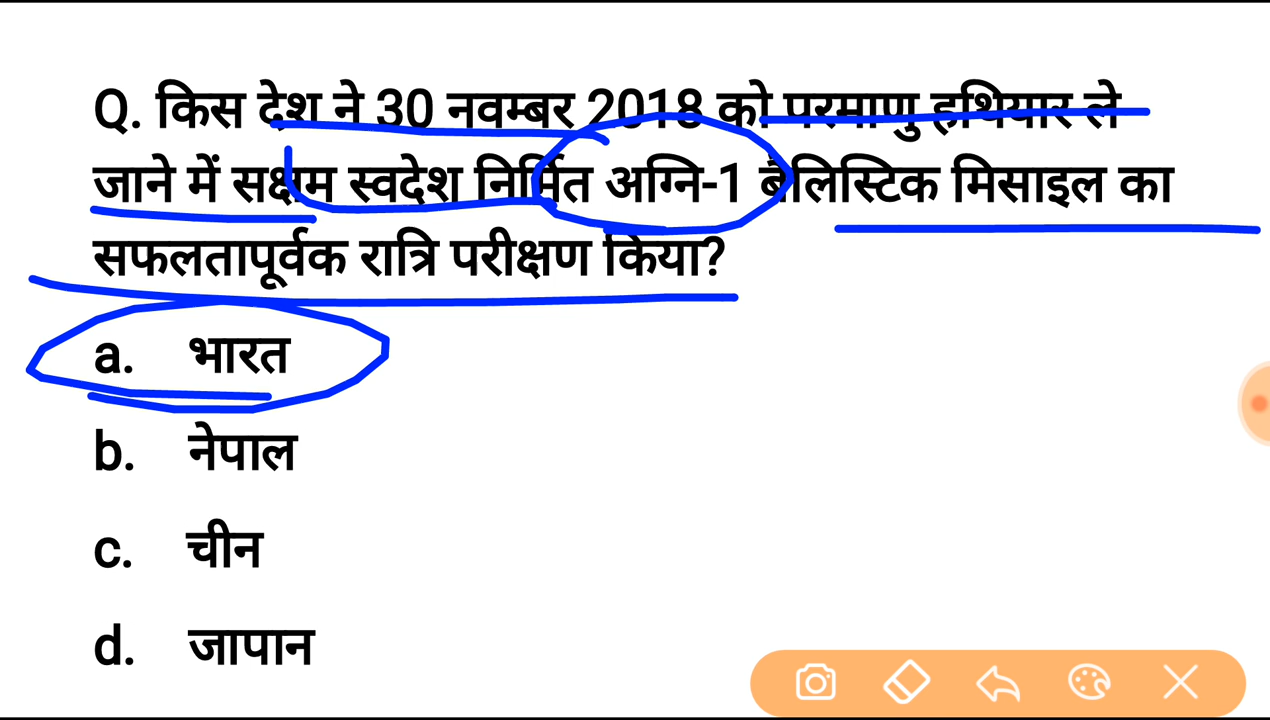 Q. किस देश ने 30 नवम्बर 2018 को परमाणु हथियार ले
जाने में सक्षम स्वदेश निर्मित अग्नि-1 बैलिस्टिक मिसाइल का
सफलतापूर्वक रात्रि परीक्षण किया?
a. भारत
b. नेपाल
c. चीन
d. जापान